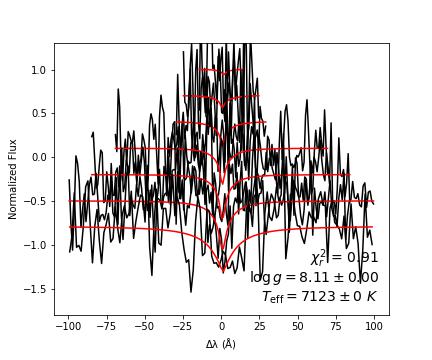 1.0
0.5
0.0
−0.5
−1.0
−1.5
Normalized Flux
χ²ᵣ = 0.91
log g = 8.11 ± 0.00
T_eff = 7123 ± 0 K
−100 −75 −50 −25 0 25 50 75 100
Δλ (Å)